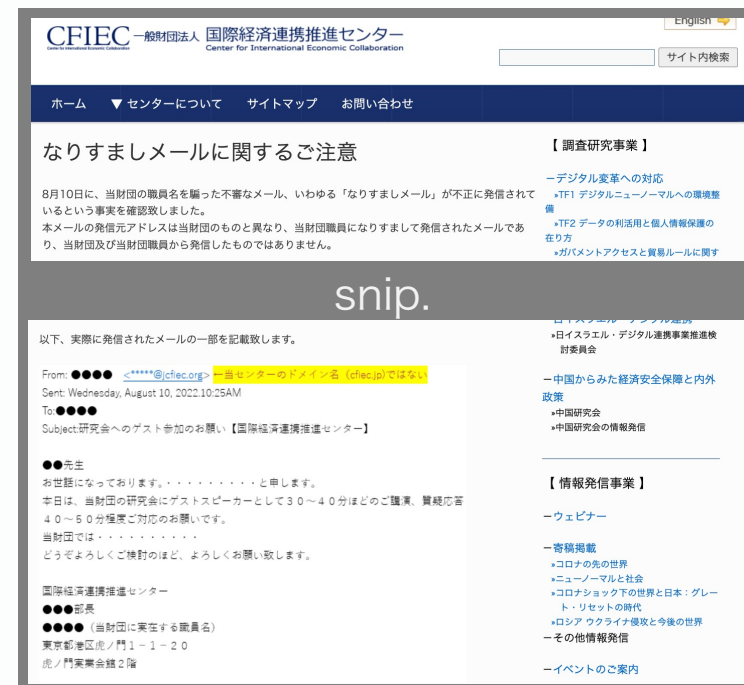 English
CFIEC 一般財団法人 国際経済連携推進センター
Center for International Economic Collaboration
サイト内検索
ホーム ▼ センターについて サイトマップ お問い合わせ
なりすましメールに関するご注意
8月10日に、当財団の職員名を騙った不審なメール、いわゆる「なりすましメール」が不正に発信されて
いるという事実を確認致しました。
本メールの発信元アドレスは当財団のものと異なり、当財団職員になりすまして発信されたメールであ
り、当財団及び当財団職員から発信したものではありません。
【 調査研究事業 】
−デジタル変革への対応
»TF1 デジタルニューノーマルへの環境整
備
»TF2 データの利活用と個人情報保護の
在り方
»ガバメントアクセスと貿易ルールに関す
snip.
以下、実際に発信されたメールの一部を記載致します。
From: ●●●● <*****@jcfiec.org> ←当センターのドメイン名（cfiec.jp)ではない
Sent: Wednesday, August 10, 2022.10:25AM
To:●●●●
Subject:研究会へのゲスト参加のお願い【国際経済連携推進センター】
●●先生
お世話になっております。・・・・・・・・・と申します。
本日は、当財団の研究会にゲストスピーカーとして３０～４０分ほどのご講演、質疑応答
４０～５０分程度ご対応のお願いです。
当財団では・・・・・・・・・・
どうぞよろしくご検討のほど、よろしくお願い致します。
国際経済連携推進センター
●●●部長
●●●●（当財団に実在する職員名）
東京都港区虎ノ門１－１－２０
虎ノ門実業会館２階
»日イスラエル・デジタル連携事業推進検
討委員会
−中国からみた経済安全保障と内外
政策
»中国研究会
»中国研究会の情報発信
【 情報発信事業 】
−ウェビナー
−寄稿掲載
»コロナの先の世界
»ニューノーマルと社会
»コロナショック下の世界と日本：グレー
ト・リセットの時代
»ロシア ウクライナ侵攻と今後の世界
−その他情報発信
−イベントのご案内